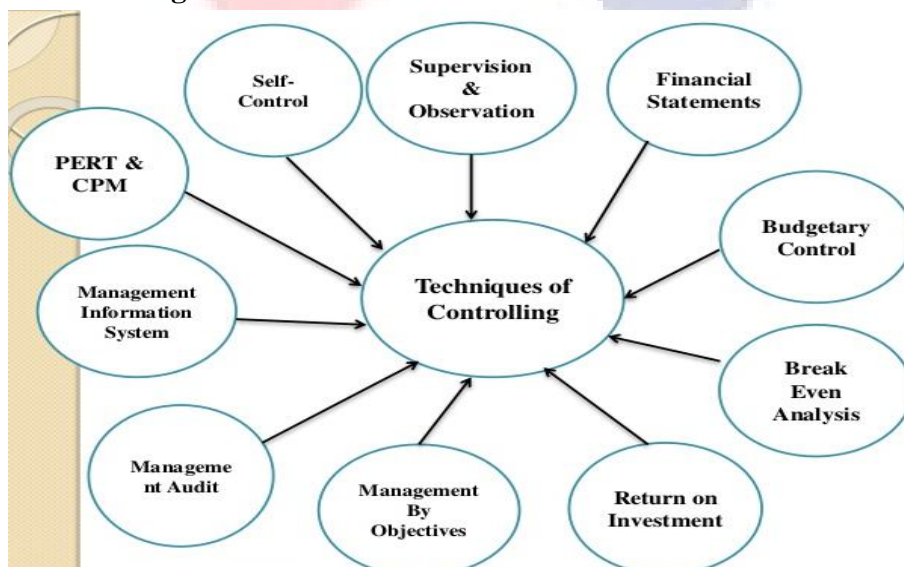 Self-
Control
Supervision
&
Observation
Financial
Statements
PERT &
CPM
Budgetary
Control
Techniques of
Controlling
Management
Information
System
Break
Even
Analysis
Manageme
nt Audit
Management
By
Objectives
Return on
Investment